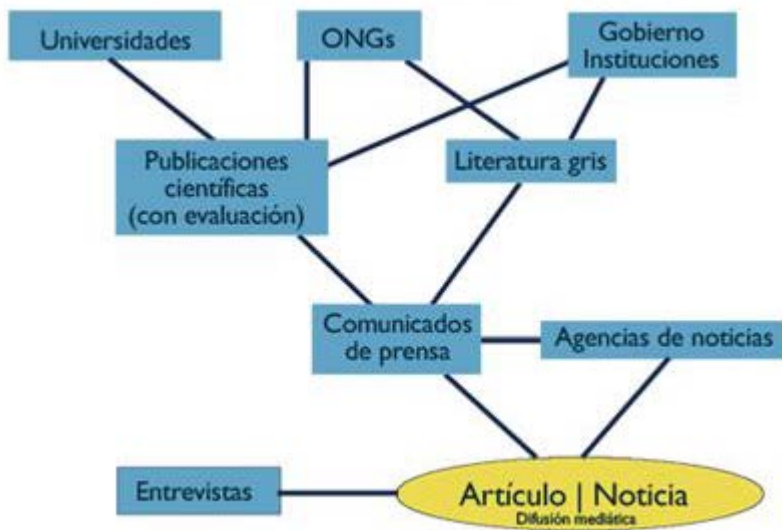 Universidades
ONGs
Gobierno
Instituciones
Publicaciones
científicas
(con evaluación)
Literatura gris
Comunicados
de prensa
Agencias de noticias
Entrevistas
Artículo | Noticia
Difusión mediática